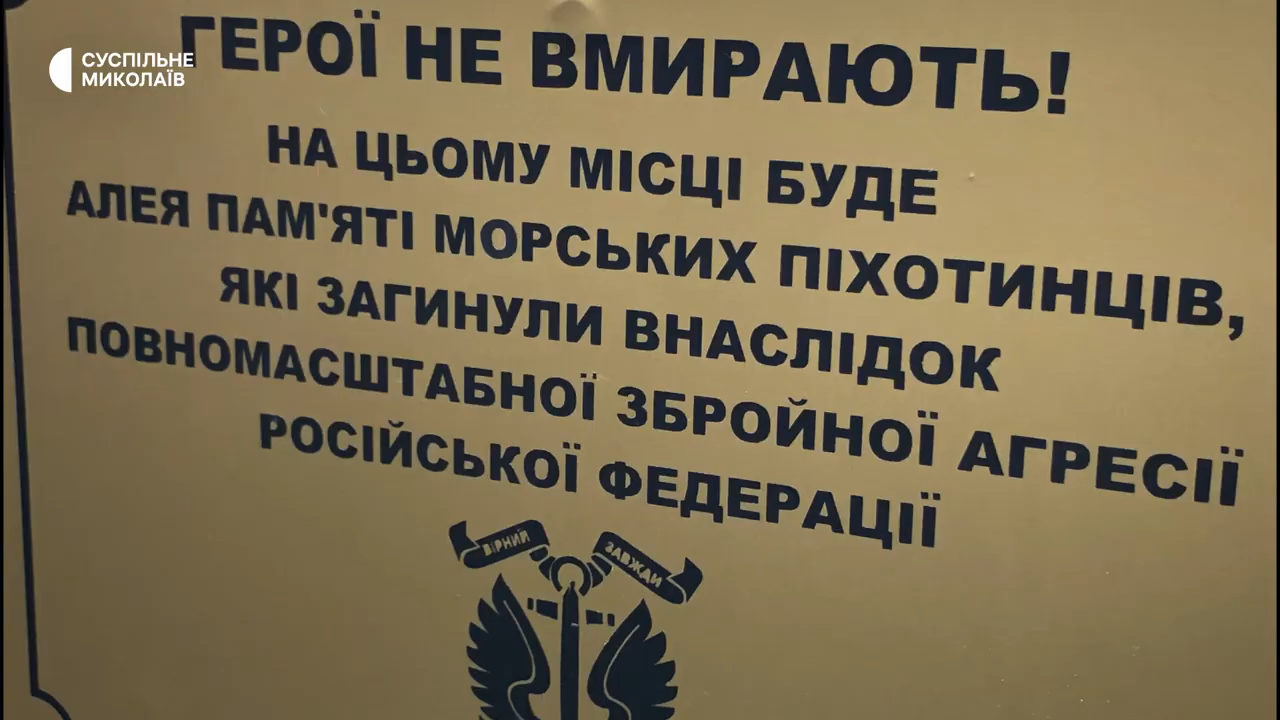 СУСПІЛЬНЕ
МИКОЛАЇВ
ГЕРОЇ НЕ ВМИРАЮТЬ!
НА ЦЬОМУ МІСЦІ БУДЕ
АЛЕЯ ПАМ'ЯТІ МОРСЬКИХ ПІХОТИНЦІВ,
ЯКІ ЗАГИНУЛИ ВНАСЛІДОК
ПОВНОМАСШТАБНОЇ ЗБРОЙНОЇ АГРЕСІЇ
РОСІЙСЬКОЇ ФЕДЕРАЦІЇ
ВІРНИЙ ЗАВЖДИ